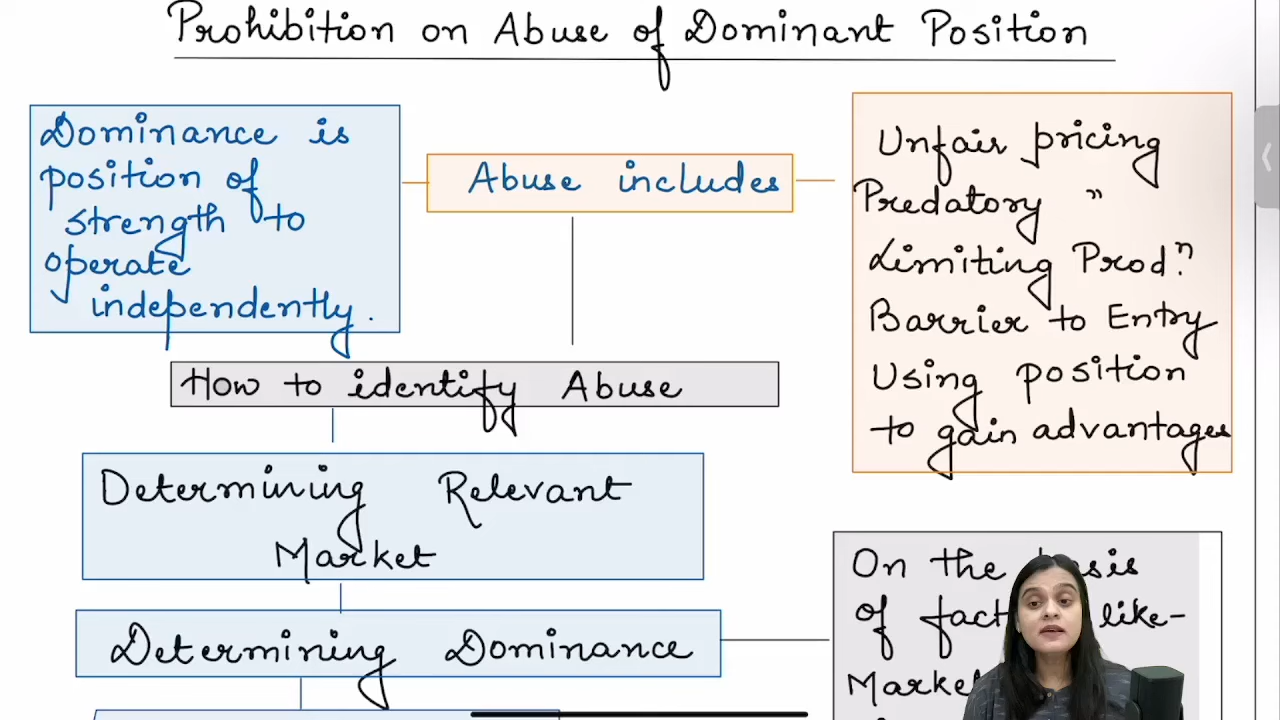 Prohibition on Abuse of Dominant Position
Dominance is
position of
strength to
operate
independently.
Abuse includes
Unfair pricing
Predatory "
Limiting Prodⁿ.
Barrier to Entry
Using position
to gain advantages
How to identify Abuse
Determining Relevant
Market
Determining Dominance
On the
of like-